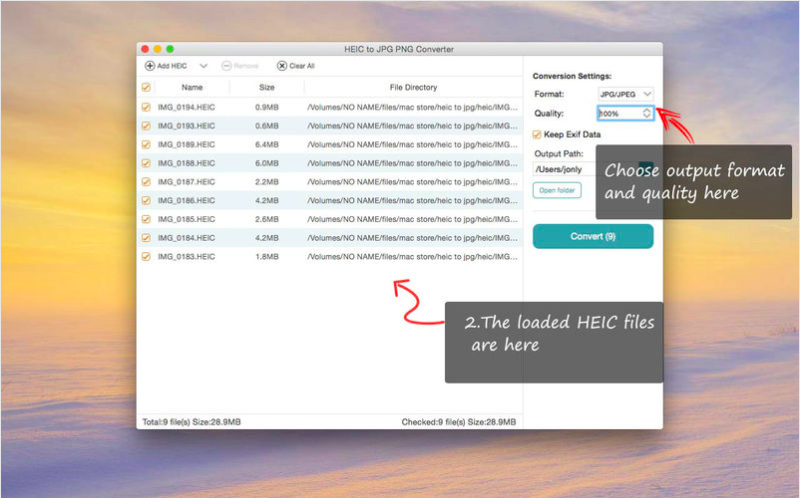 HEIC to JPG PNG Converter
Add HEIC Remove Clear All
Name Size File Directory
IMG_0194.HEIC 0.9MB /Volumes/NO NAME/files/mac store/heic to jpg/heic/IMG...
IMG_0193.HEIC 0.6MB /Volumes/NO NAME/files/mac store/heic to jpg/heic/IMG...
IMG_0189.HEIC 6.4MB /Volumes/NO NAME/files/mac store/heic to jpg/heic/IMG...
IMG_0188.HEIC 6.0MB /Volumes/NO NAME/files/mac store/heic to jpg/heic/IMG...
IMG_0187.HEIC 2.2MB /Volumes/NO NAME/files/mac store/heic to jpg/heic/IMG...
IMG_0186.HEIC 4.2MB /Volumes/NO NAME/files/mac store/heic to jpg/heic/IMG...
IMG_0185.HEIC 2.6MB /Volumes/NO NAME/files/mac store/heic to jpg/heic/IMG...
IMG_0184.HEIC 4.2MB /Volumes/NO NAME/files/mac store/heic to jpg/heic/IMG...
IMG_0183.HEIC 1.8MB /Volumes/NO NAME/files/mac store/heic to jpg/heic/IMG...
Total:9 file(s) Size:28.9MB Checked:9 file(s) Size:28.9MB
Conversion Settings:
Format: JPG/JPEG
Quality: 100%
Keep Exif Data
Output Path:
/Users/jonly
Open folder
Convert (9)
Choose output format
and quality here
2.The loaded HEIC files
are here